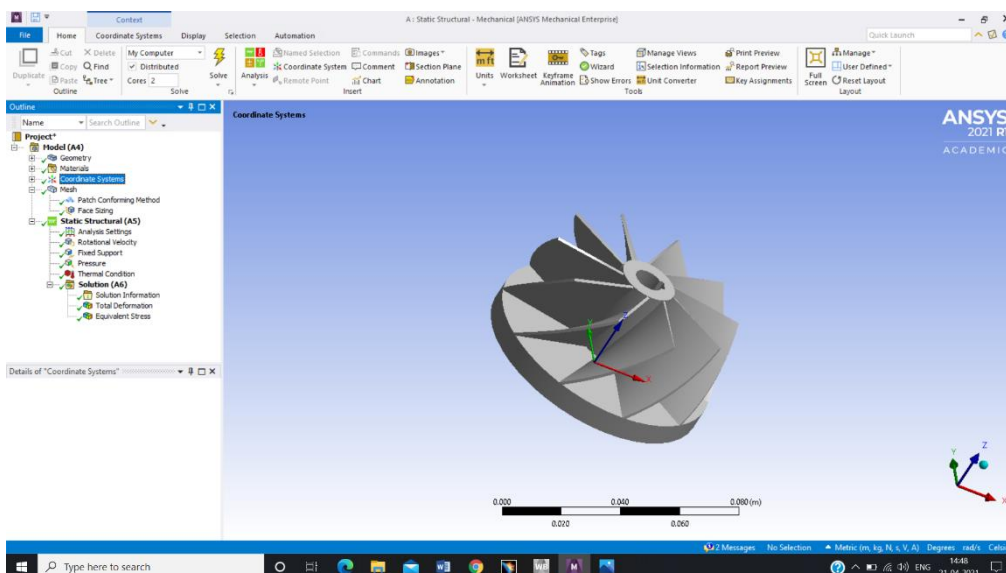 Context
A : Static Structural - Mechanical [ANSYS Mechanical Enterprise]
File Home Coordinate Systems Display Selection Automation Quick Launch
Duplicate
Cut
Copy
Paste
Delete
Find
Tree
Outline
My Computer
Distributed
Cores 2
Solve
Solve
Analysis
Named Selection
Coordinate System
Remote Point
Commands
Comment
Chart
Images
Section Plane
Annotation
Insert
Units
Worksheet
Keyframe Animation
Tags
Wizard
Show Errors
Manage Views
Selection Information
Unit Converter
Print Preview
Report Preview
Key Assignments
Tools
Full Screen
Manage
User Defined
Reset Layout
Layout
Outline
Name Search Outline
Project*
Model (A4)
Geometry
Materials
Coordinate Systems
Mesh
Patch Conforming Method
Face Sizing
Static Structural (A5)
Analysis Settings
Rotational Velocity
Fixed Support
Pressure
Thermal Condition
Solution (A6)
Solution Information
Total Deformation
Equivalent Stress
Details of "Coordinate Systems"
Coordinate Systems
ANSYS
2021
ACADEMIC
Y
Z
X
Y
Z
X
0.000 0.040 0.080 (m)
0.020 0.060
2 Messages No Selection Metric (m, kg, N, s, V, A) Degrees rad/s
Type here to search
W
ENG
14:48
21-04-2021